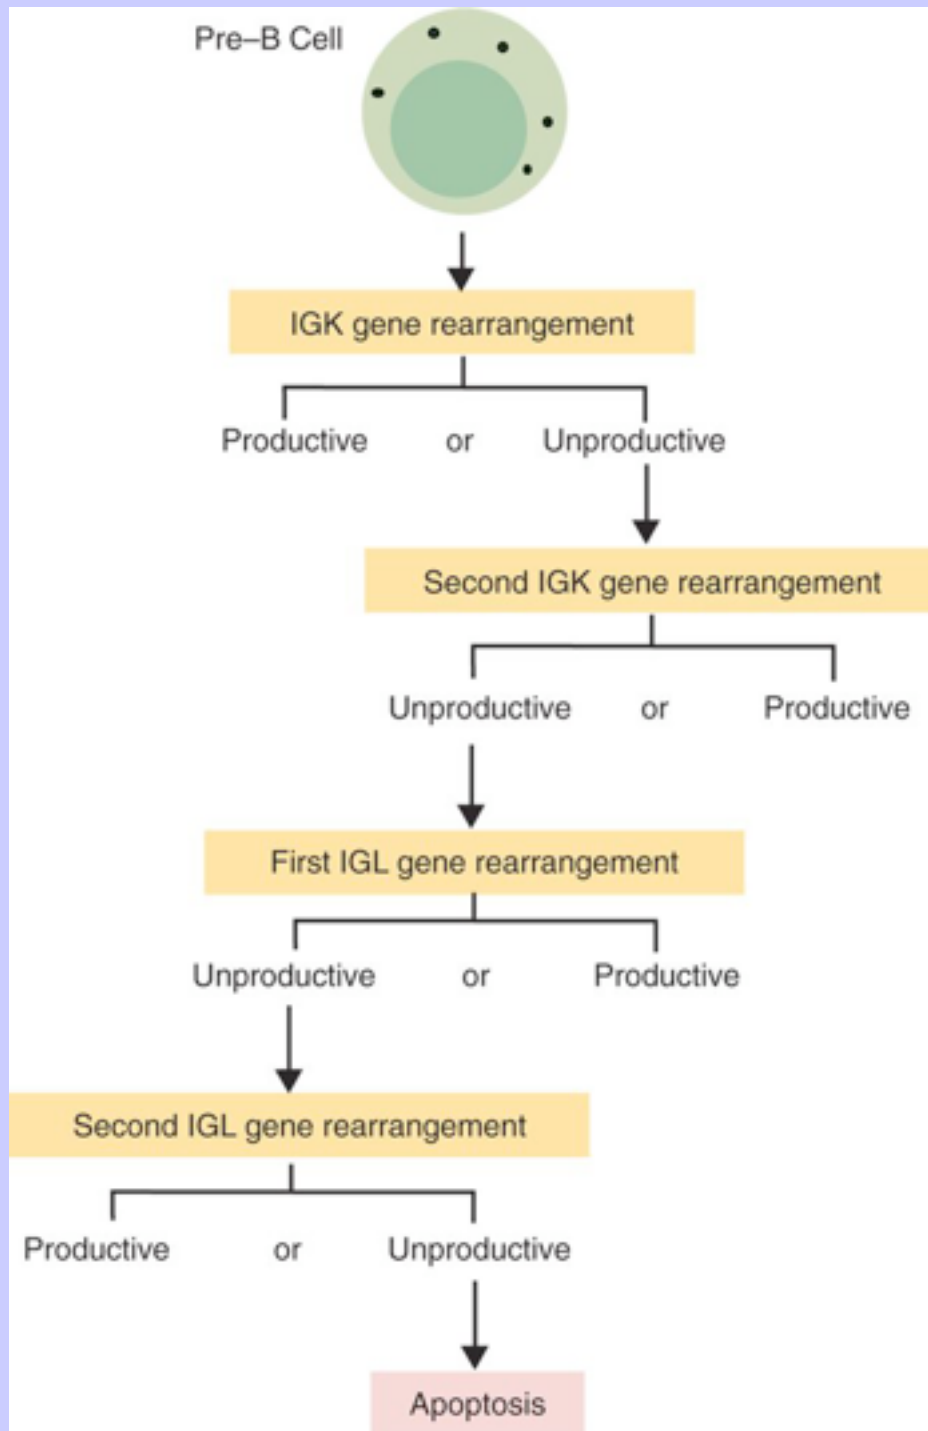 Pre–B Cell
IGK gene rearrangement
Productive or Unproductive
Second IGK gene rearrangement
Unproductive or Productive
First IGL gene rearrangement
Unproductive or Productive
Second IGL gene rearrangement
Productive or Unproductive
Apoptosis